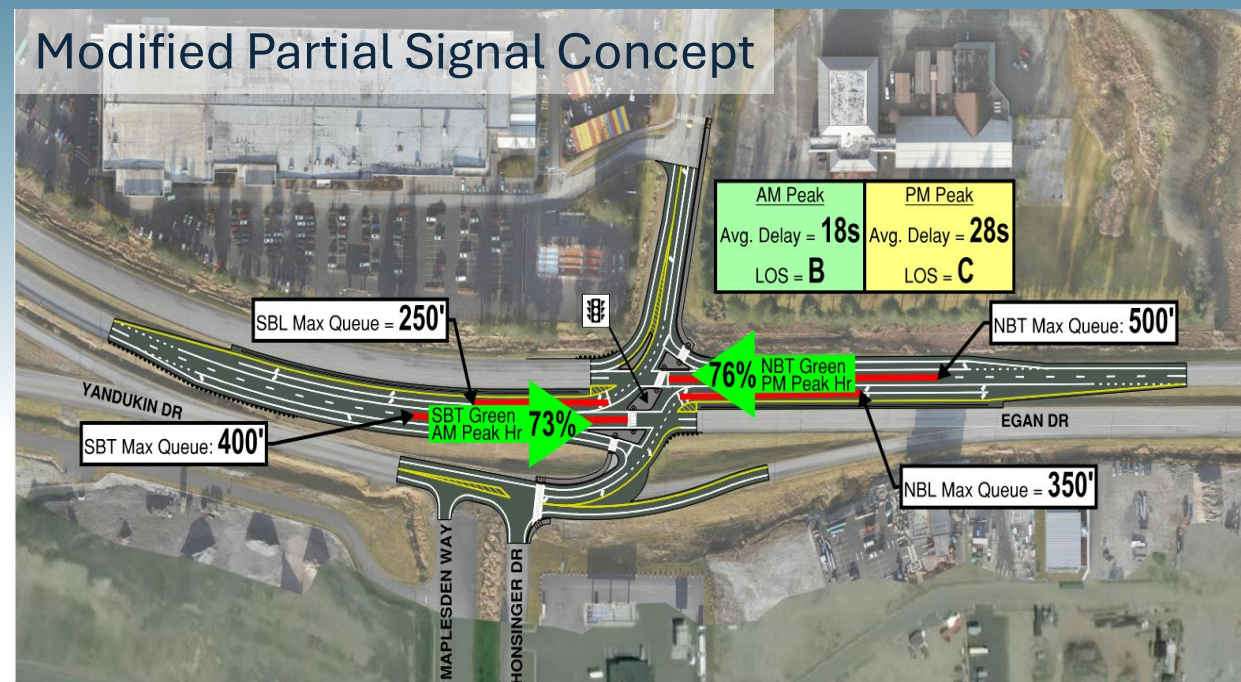 Modified Partial Signal Concept
AM Peak
Avg. Delay = 18s
LOS = B
PM Peak
Avg. Delay = 28s
LOS = C
SBL Max Queue = 250'
NBT Max Queue: 500'
76% NBT Green
PM Peak Hr
SBT Green
AM Peak Hr 73%
YANDUKIN DR
EGAN DR
SBT Max Queue: 400'
NBL Max Queue = 350'
MAPLESDEN WAY
HONSINGER DR